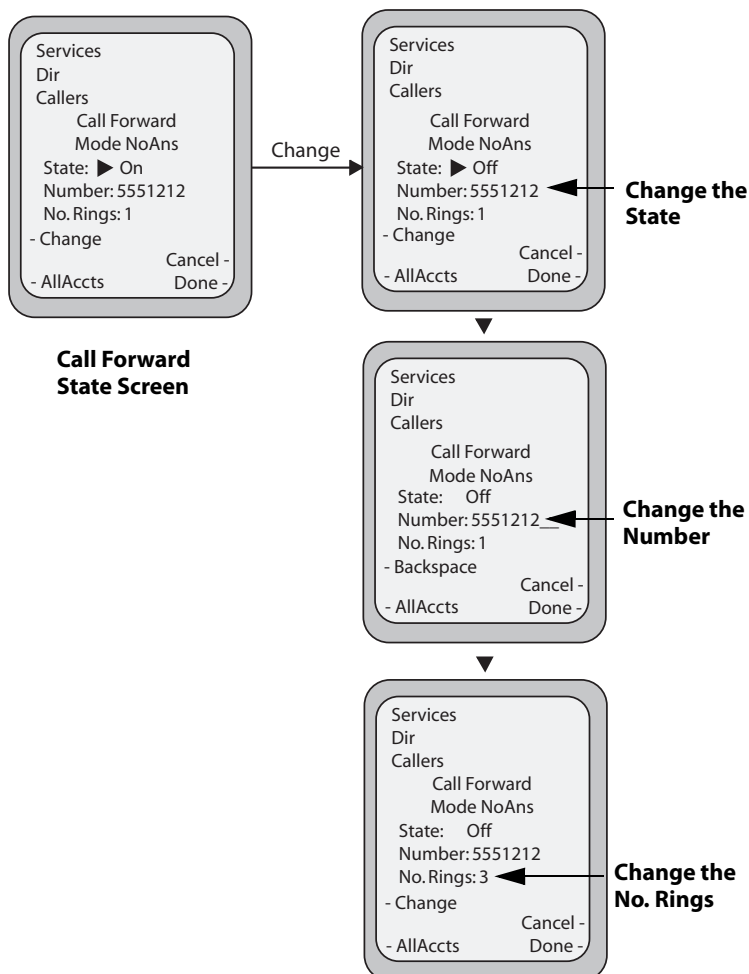 Services
Dir
Callers
Call Forward
Mode NoAns
State: ▶ On
Number: 5551212
No. Rings: 1
- Change
Cancel -
- AllAccts Done -
Call Forward
State Screen
Change
Services
Dir
Callers
Call Forward
Mode NoAns
State: ▶ Off
Number: 5551212
No. Rings: 1
- Change
Cancel -
- AllAccts Done -
Change the
State
Services
Dir
Callers
Call Forward
Mode NoAns
State: Off
Number: 5551212__
No. Rings: 1
- Backspace
Cancel -
- AllAccts Done -
Change the
Number
Services
Dir
Callers
Call Forward
Mode NoAns
State: Off
Number: 5551212
No. Rings: 3
- Change
Cancel -
- AllAccts Done -
Change the
No. Rings